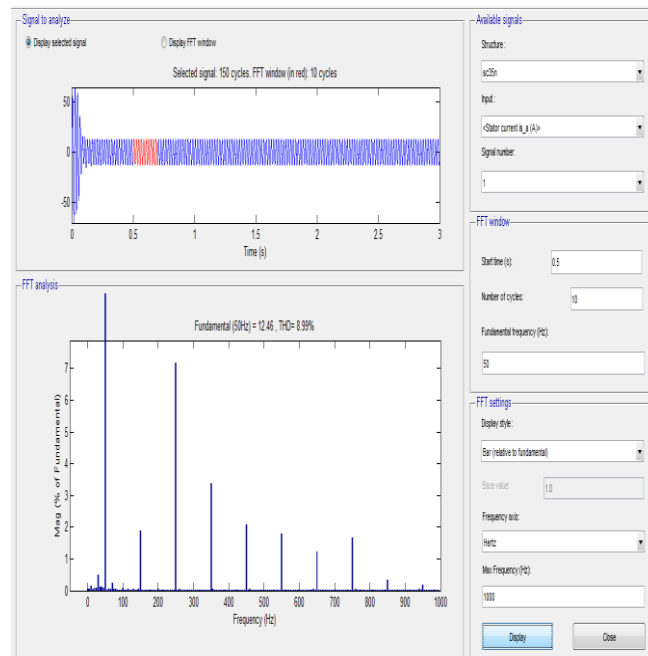 Signal to analyze
Display selected signal
Display FFT window
Selected signal: 150 cycles. FFT window (in red): 10 cycles
50
0
-50
0
0.5
1
1.5
2
2.5
3
Time (s)
FFT analysis
Fundamental (50Hz) = 12.46 , THD= 8.99%
7
6
5
4
3
2
1
0
Mag (% of Fundamental)
0
100
200
300
400
500
600
700
800
900
1000
Frequency (Hz)
Available signals
Structure :
sc35n
Input :
<Stator current is_a (A)>
Signal number:
1
FFT window
Start time (s):
0.5
Number of cycles:
10
Fundamental frequency (Hz):
50
FFT settings
Display style :
Bar (relative to fundamental)
Base value:
1.0
Frequency axis:
Hertz
Max Frequency (Hz):
1000
Display
Close